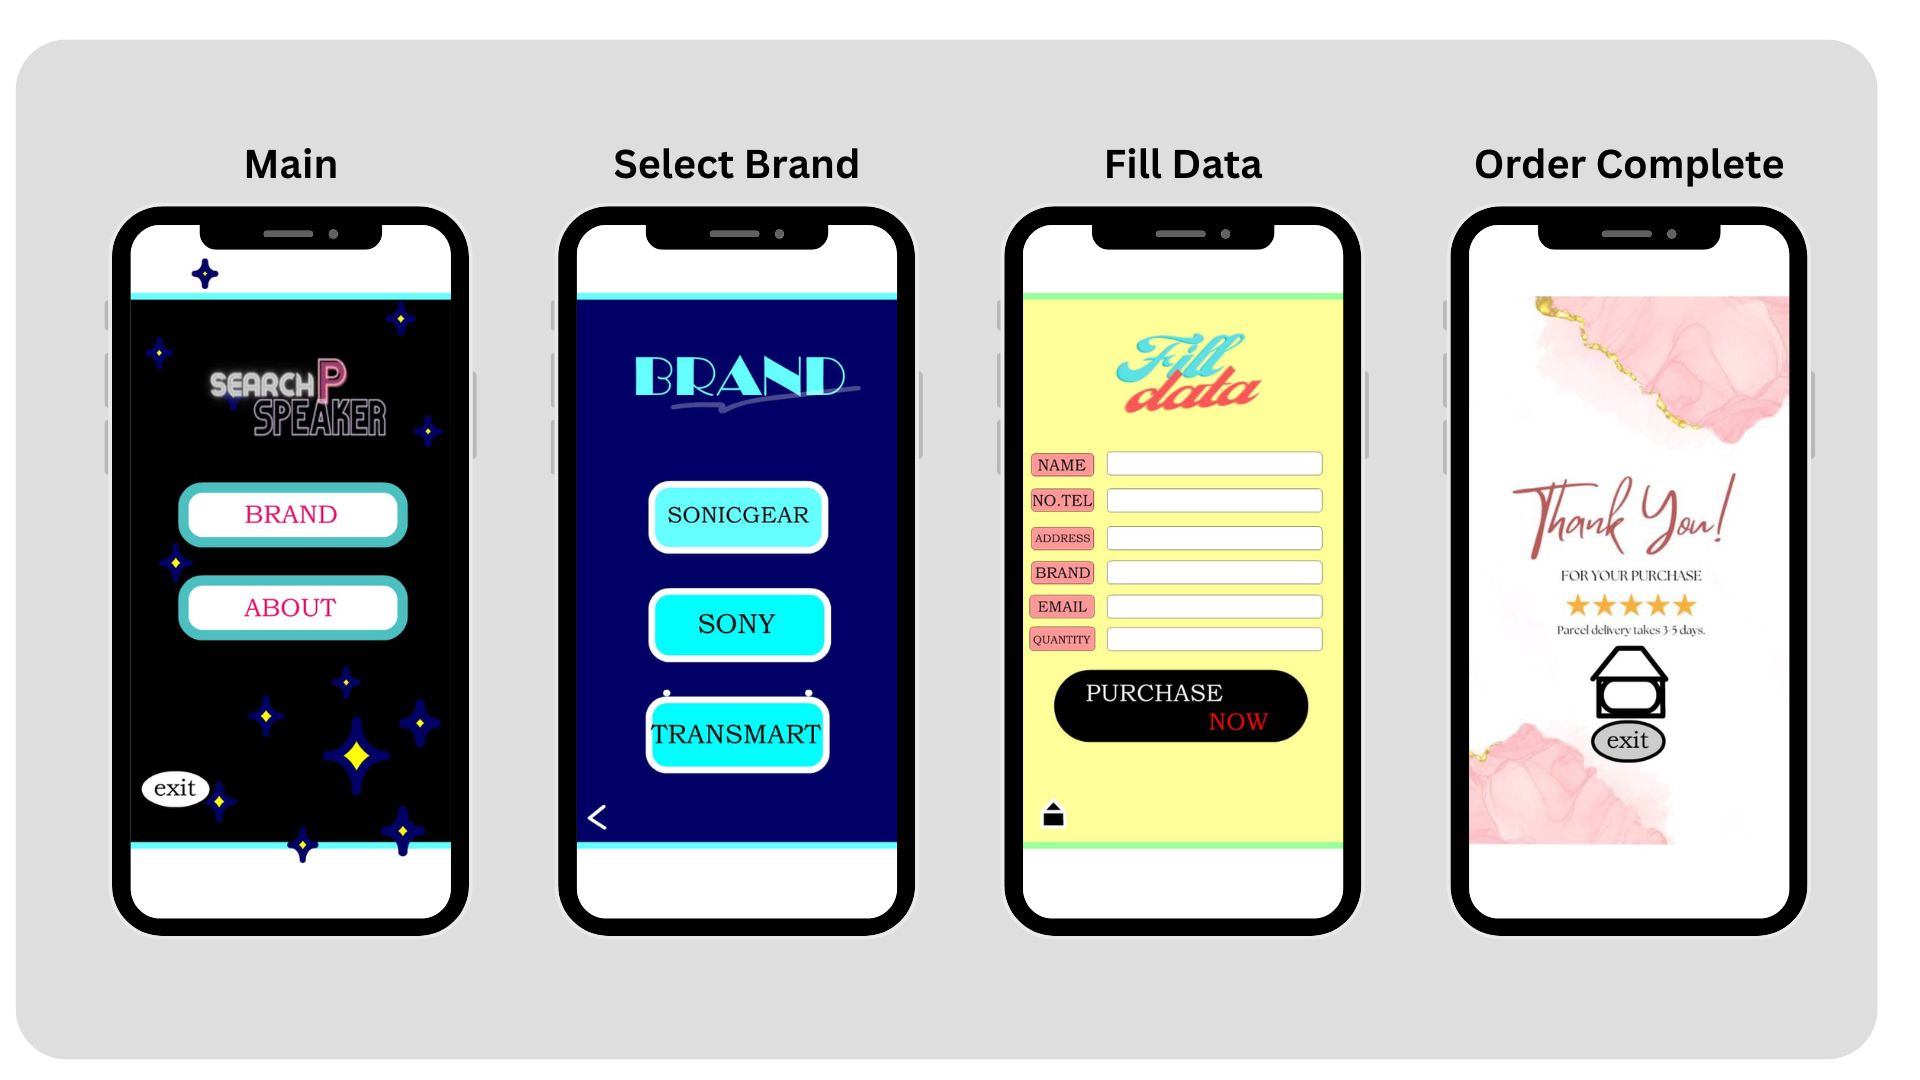 Main
SEARCH P
SPEAKER
BRAND
ABOUT
exit
Select Brand
BRAND
SONICGEAR
SONY
TRANSMART
Fill Data
Fill
data
NAME
NO.TEL
ADDRESS
BRAND
EMAIL
QUANTITY
PURCHASE
NOW
Order Complete
Thank You!
FOR YOUR PURCHASE
Parcel delivery takes 3-5 days.
exit